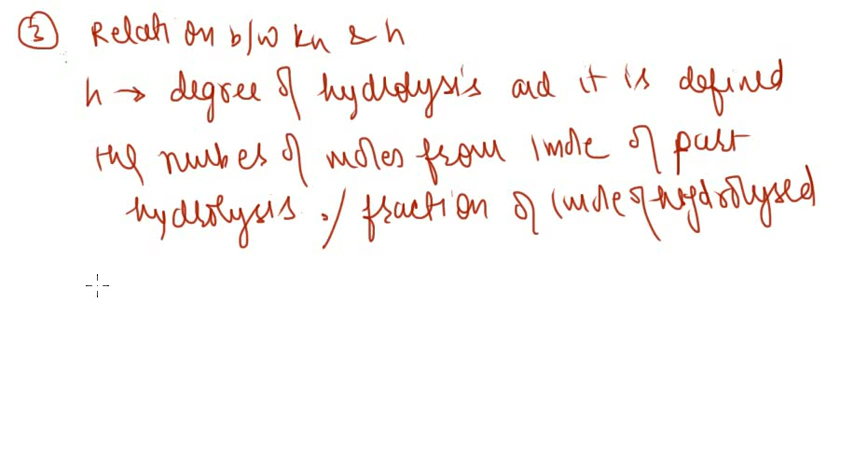 ③ Relation b/w kh & h
h → degree of hydrolysis and it is defined
the number of moles from 1mole of part
hydrolysis ./ fraction of 1mole of hydrolysed